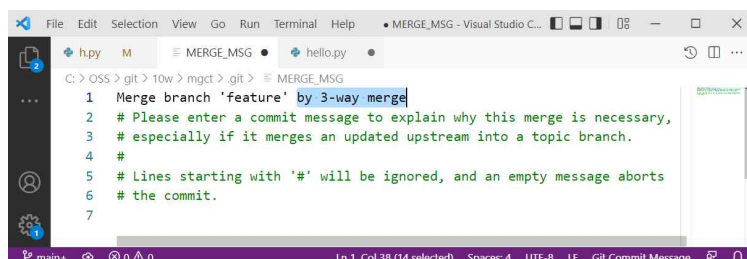 File Edit Selection View Go Run Terminal Help • MERGE_MSG - Visual Studio C...
h.py M MERGE_MSG ● hello.py ●
C: > OSS > git > 10w > mgct > .git > MERGE_MSG
1 Merge branch 'feature' by 3-way merge
2 # Please enter a commit message to explain why this merge is necessary,
3 # especially if it merges an updated upstream into a topic branch.
4 #
5 # Lines starting with '#' will be ignored, and an empty message aborts
6 # the commit.
7
2
1
main+ 0 0 Ln 1, Col 38 (14 selected) Spaces: 4 UTF-8 LF Git Commit Message